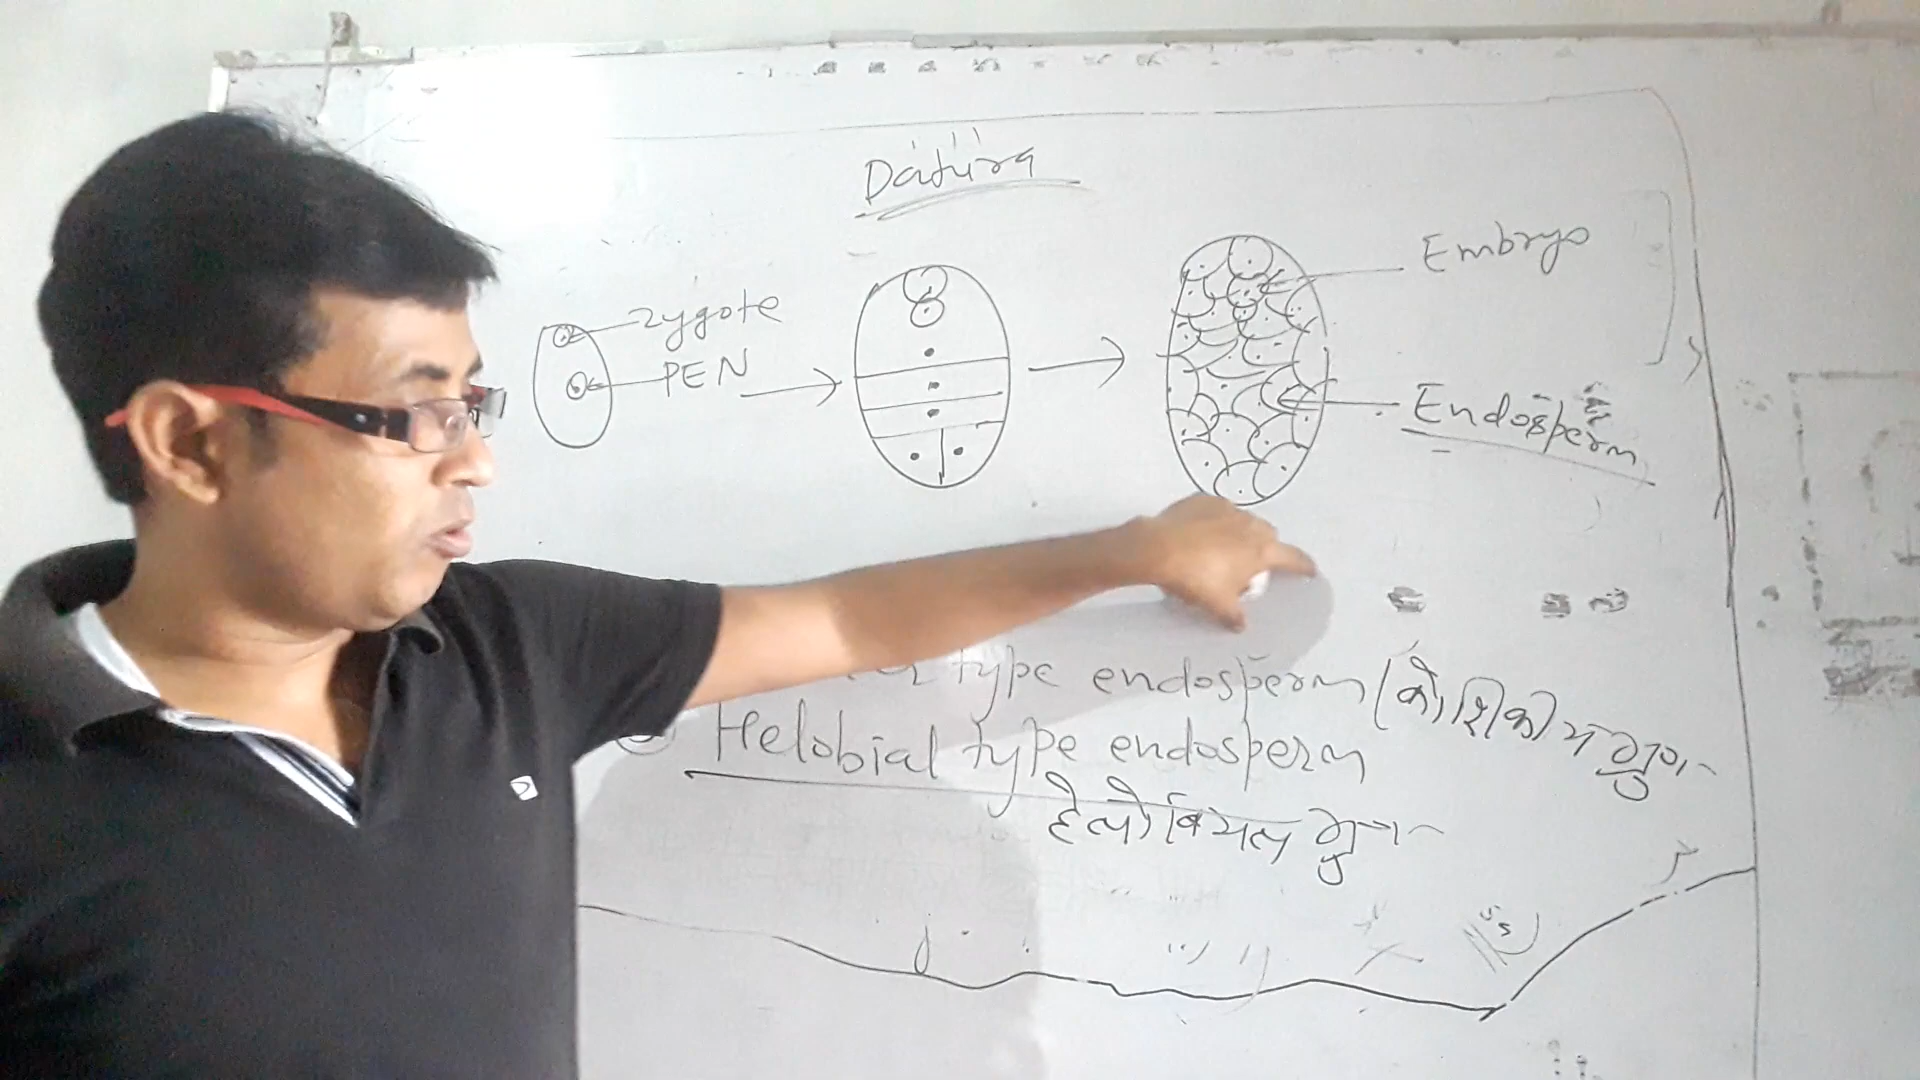 Datura
Zygote
PEN
Embryo
Endosperm
type endosperm (कोशिकीय भ्रूण-
Helobial type endosperm
हेलोबियल भ्रूण-